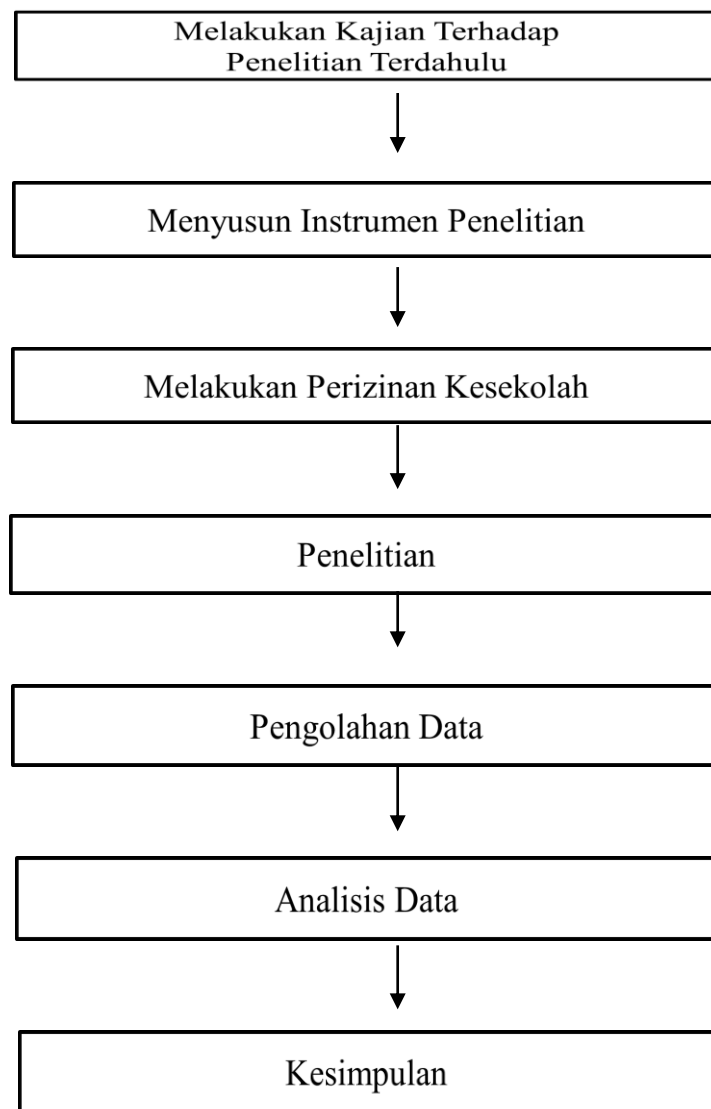 Melakukan Kajian Terhadap
Penelitian Terdahulu
Menyusun Instrumen Penelitian
Melakukan Perizinan Kesekolah
Penelitian
Pengolahan Data
Analisis Data
Kesimpulan